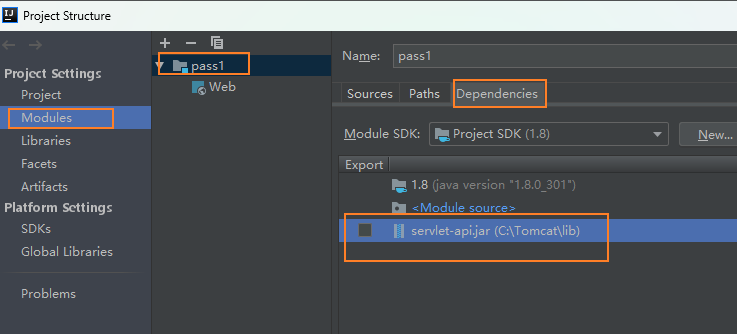 Project Structure
Project Settings
Project
Modules
Libraries
Facets
Artifacts
Platform Settings
SDKs
Global Libraries
Problems
pass1
Web
Name: pass1
Sources Paths Dependencies
Module SDK: Project SDK (1.8) New...
Export
1.8 (java version "1.8.0_301")
<Module source>
servlet-api.jar (C:\Tomcat\lib)